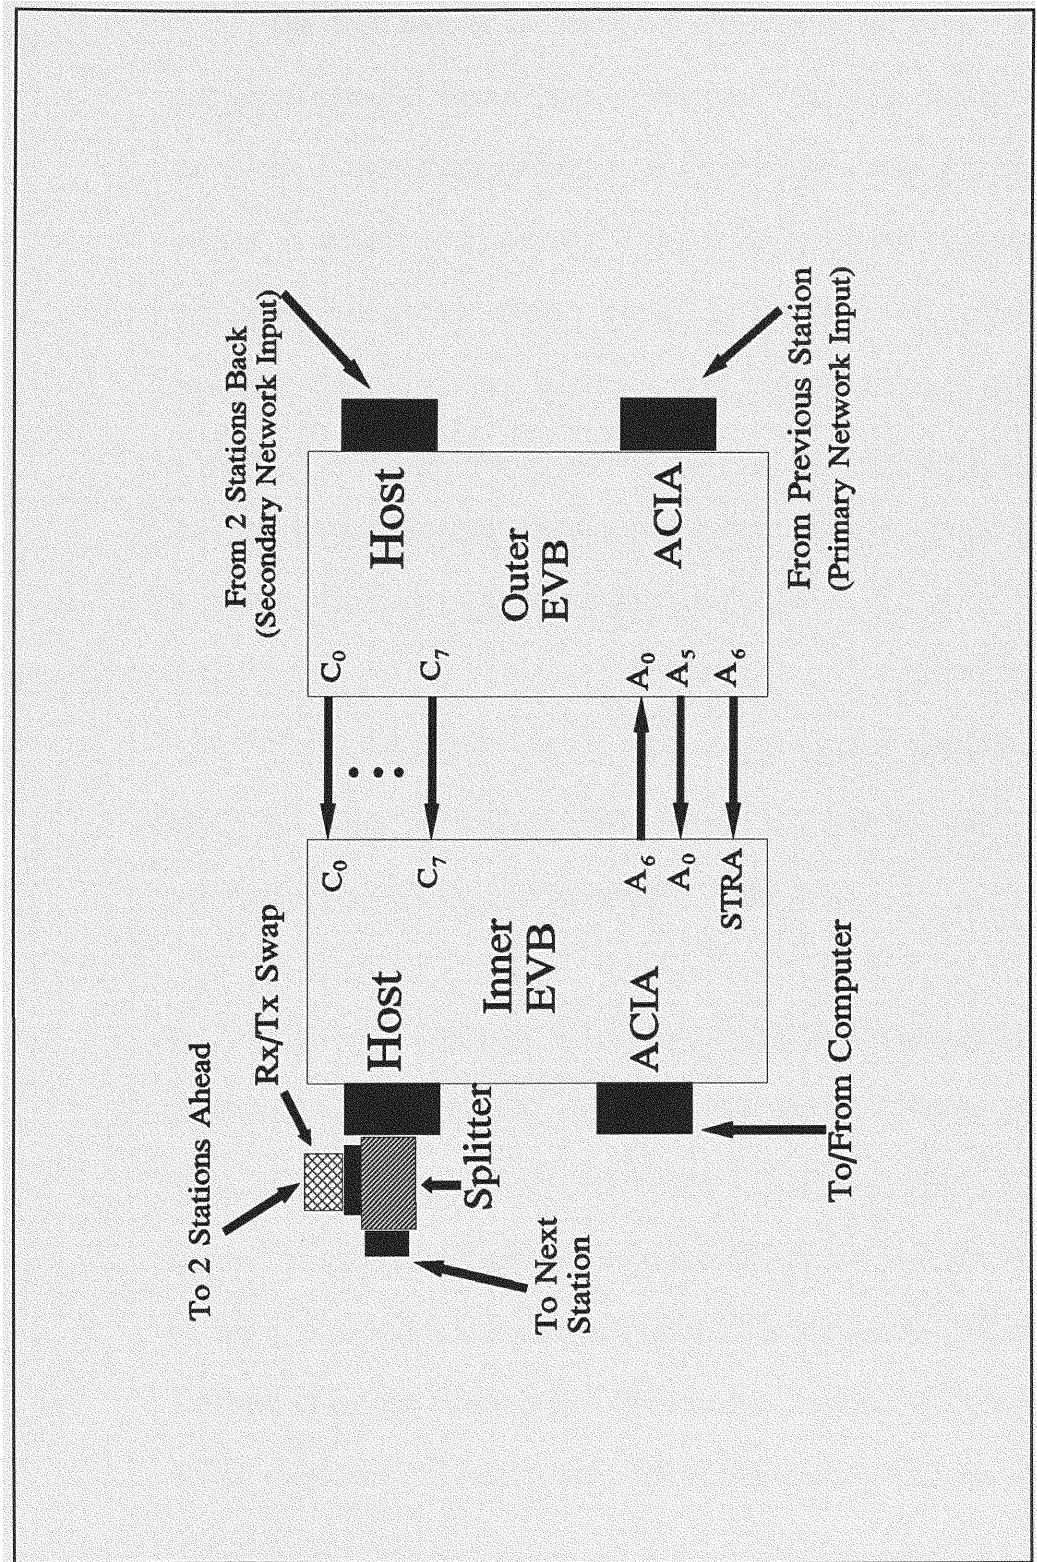 To 2 Stations Ahead
Rx/Tx Swap
From 2 Stations Back
(Secondary Network Input)
Host
C0
C0
Host
C7
C7
Splitter
To Next
Station
Inner
EVB
Outer
EVB
ACIA
A6
A0
ACIA
A0
A5
STRA
A6
To/From Computer
From Previous Station
(Primary Network Input)